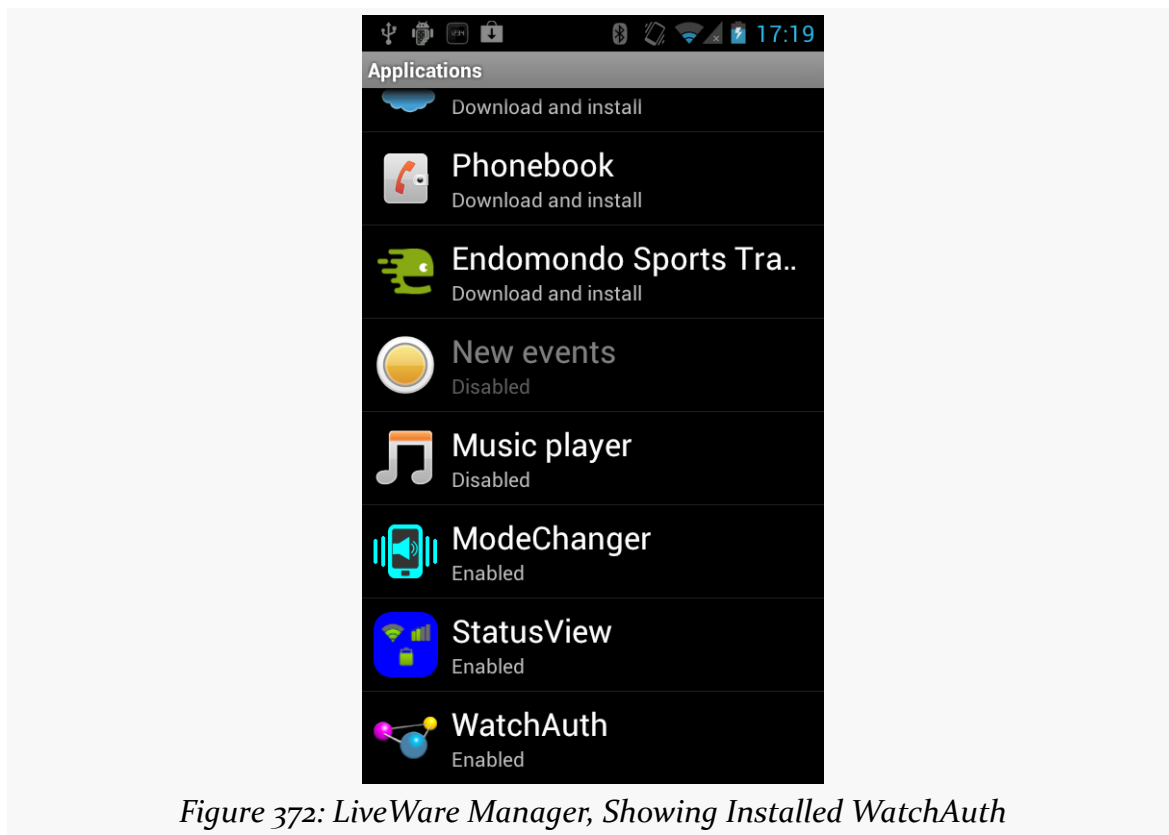 17:19
Applications
Download and install
Phonebook
Download and install
Endomondo Sports Tra..
Download and install
New events
Disabled
Music player
Disabled
ModeChanger
Enabled
StatusView
Enabled
WatchAuth
Enabled
Figure 372: LiveWare Manager, Showing Installed WatchAuth